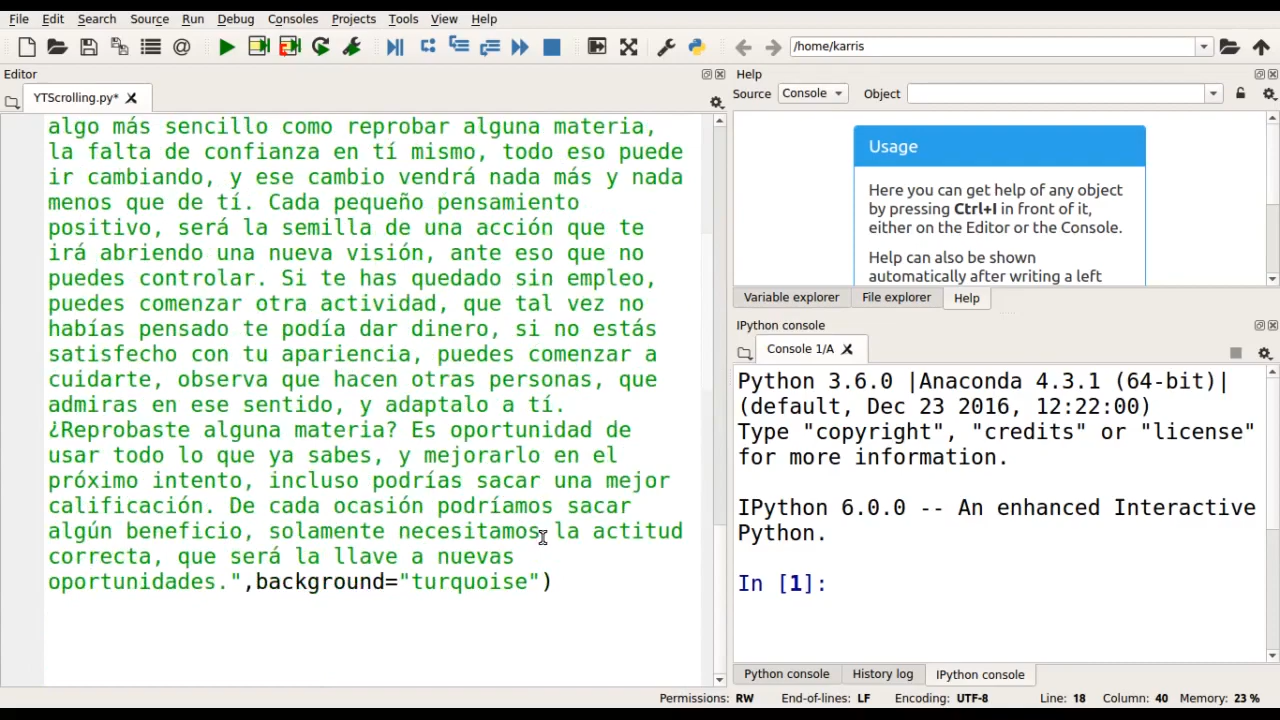 File Edit Search Source Run Debug Consoles Projects Tools View Help
/home/karris
Editor
YTScrolling.py*
algo más sencillo como reprobar alguna materia,
la falta de confianza en tí mismo, todo eso puede
ir cambiando, y ese cambio vendrá nada más y nada
menos que de tí. Cada pequeño pensamiento
positivo, será la semilla de una acción que te
irá abriendo una nueva visión, ante eso que no
puedes controlar. Si te has quedado sin empleo,
puedes comenzar otra actividad, que tal vez no
habías pensado te podía dar dinero, si no estás
satisfecho con tu apariencia, puedes comenzar a
cuidarte, observa que hacen otras personas, que
admiras en ese sentido, y adaptalo a tí.
¿Reprobaste alguna materia? Es oportunidad de
usar todo lo que ya sabes, y mejorarlo en el
próximo intento, incluso podrías sacar una mejor
calificación. De cada ocasión podríamos sacar
algún beneficio, solamente necesitamos la actitud
correcta, que será la llave a nuevas
oportunidades.",background="turquoise")
Help
Source Console Object
Usage
Here you can get help of any object
by pressing Ctrl+I in front of it,
either on the Editor or the Console.
Help can also be shown
automatically after writing a left
Variable explorer File explorer Help
IPython console
Console 1/A
Python 3.6.0 |Anaconda 4.3.1 (64-bit)|
(default, Dec 23 2016, 12:22:00)
Type "copyright", "credits" or "license"
for more information.
IPython 6.0.0 -- An enhanced Interactive
Python.
In [1]:
Python console History log IPython console
Permissions: RW End-of-lines: LF Encoding: UTF-8 Line: 18 Column: 40 Memory: 23 %